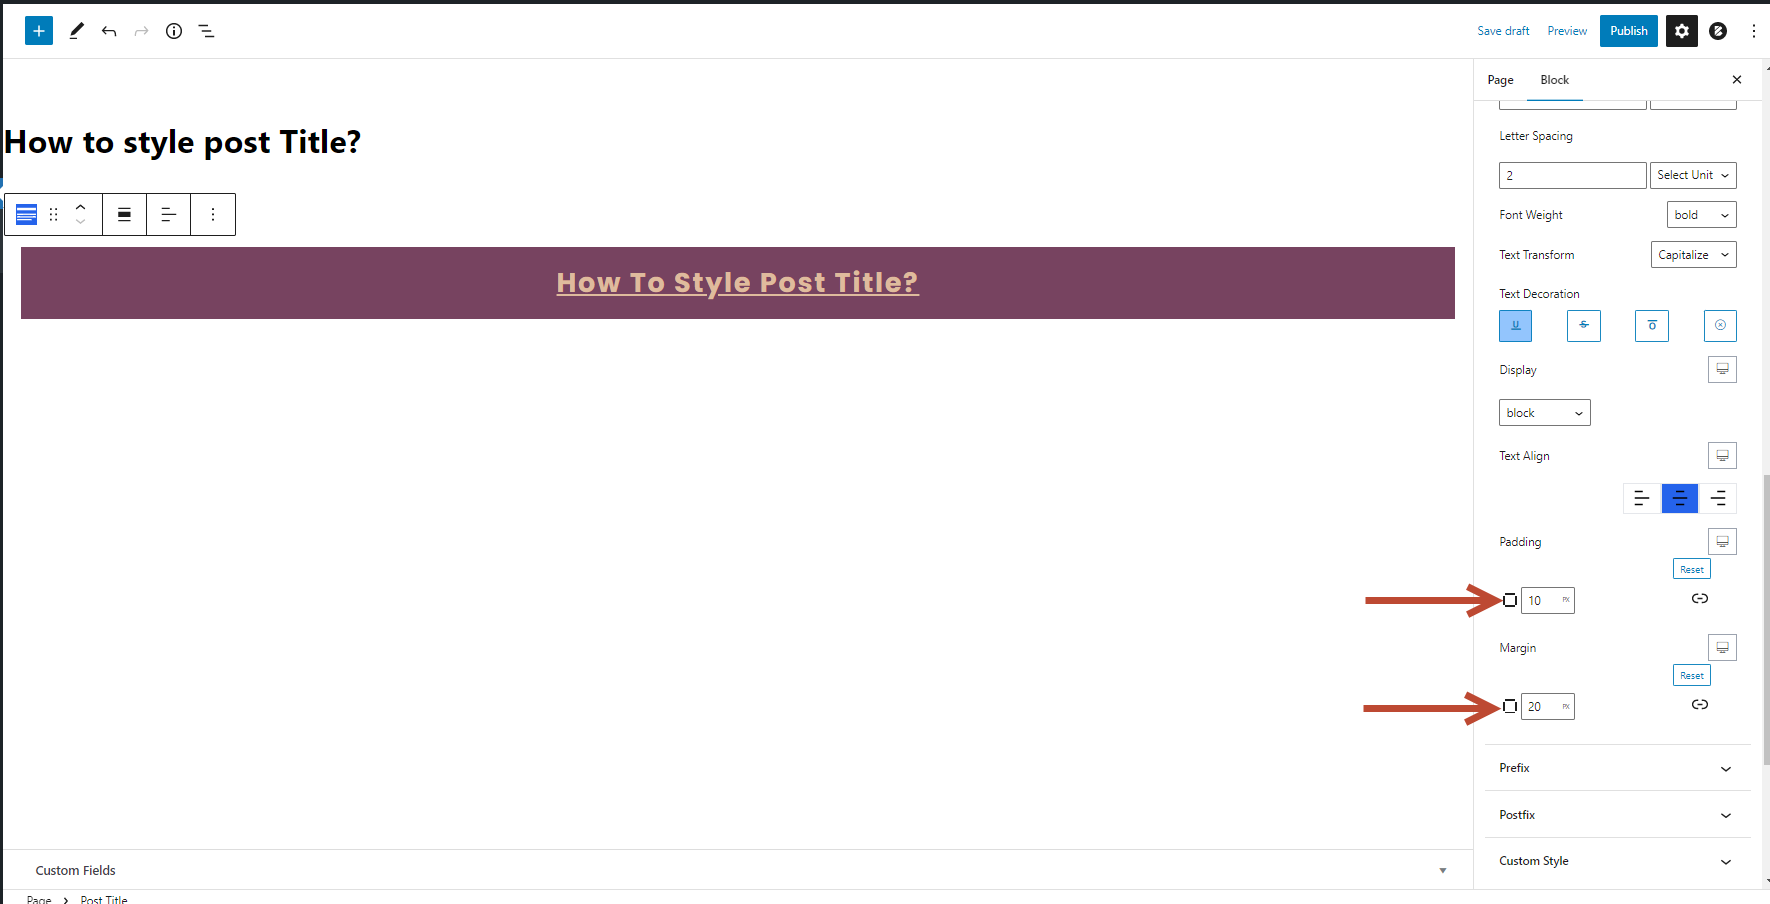 Save draft
Preview
Publish
Page
Block
How to style post Title?
Letter Spacing
2
Select Unit
Font Weight
bold
Text Transform
Capitalize
How To Style Post Title?
Text Decoration
U
S
O
Display
block
Text Align
Padding
Reset
10
PX
Margin
Reset
20
PX
Prefix
Postfix
Custom Style
Custom Fields
Page
Post Title